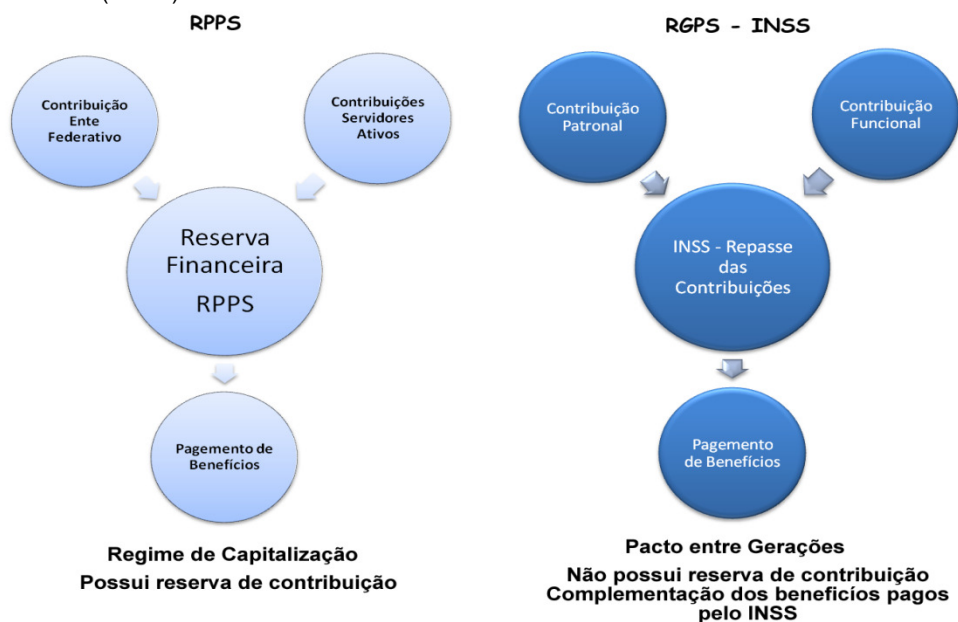 RPPS
Contribuição
Ente
Federativo
Contribuições
Servidores
Ativos
Reserva
Financeira
RPPS
Pagemento de
Benefícios
Regime de Capitalização
Possui reserva de contribuição
RGPS - INSS
Contribuição
Patronal
Contribuição
Funcional
INSS - Repasse
das
Contribuições
Pagemento
de Benefícios
Pacto entre Gerações
Não possui reserva de contribuição
Complementação dos beneficíos pagos
pelo INSS